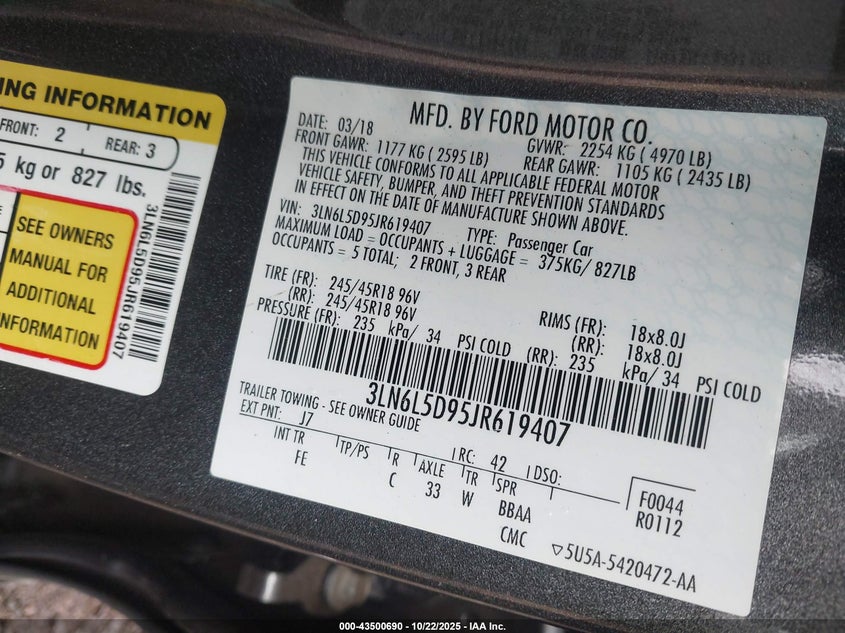 NG INFORMATION
FRONT: 2 REAR: 3
kg or 827 lbs.
SEE OWNERS
MANUAL FOR
ADDITIONAL
INFORMATION
3LN6L5D95JR619407
MFD. BY FORD MOTOR CO.
DATE: 03/18 GVWR: 2254 KG ( 4970 LB)
FRONT GAWR: 1177 KG ( 2595 LB) REAR GAWR: 1105 KG ( 2435 LB)
THIS VEHICLE CONFORMS TO ALL APPLICABLE FEDERAL MOTOR
VEHICLE SAFETY, BUMPER, AND THEFT PREVENTION STANDARDS
IN EFFECT ON THE DATE OF MANUFACTURE SHOWN ABOVE.
VIN: 3LN6L5D95JR619407 TYPE: Passenger Car
MAXIMUM LOAD = OCCUPANTS + LUGGAGE = 375KG/ 827LB
OCCUPANTS = 5 TOTAL; 2 FRONT, 3 REAR
TIRE (FR): 245/45R18 96V RIMS (FR): 18x8.0J
(RR): 245/45R18 96V (RR): 18x8.0J
PRESSURE (FR): 235 kPa/ 34 PSI COLD (RR): 235 kPa/ 34 PSI COLD
3LN6L5D95JR619407
TRAILER TOWING - SEE OWNER GUIDE
EXT PNT: J7 RC: 42 DSO:
INT TR TP/PS R AXLE TR SPR
FE C 33 W BBAA
CMC
F0044
R0112
5U5A-5420472-AA
000-43500690 - 10/22/2025 - IAA Inc.